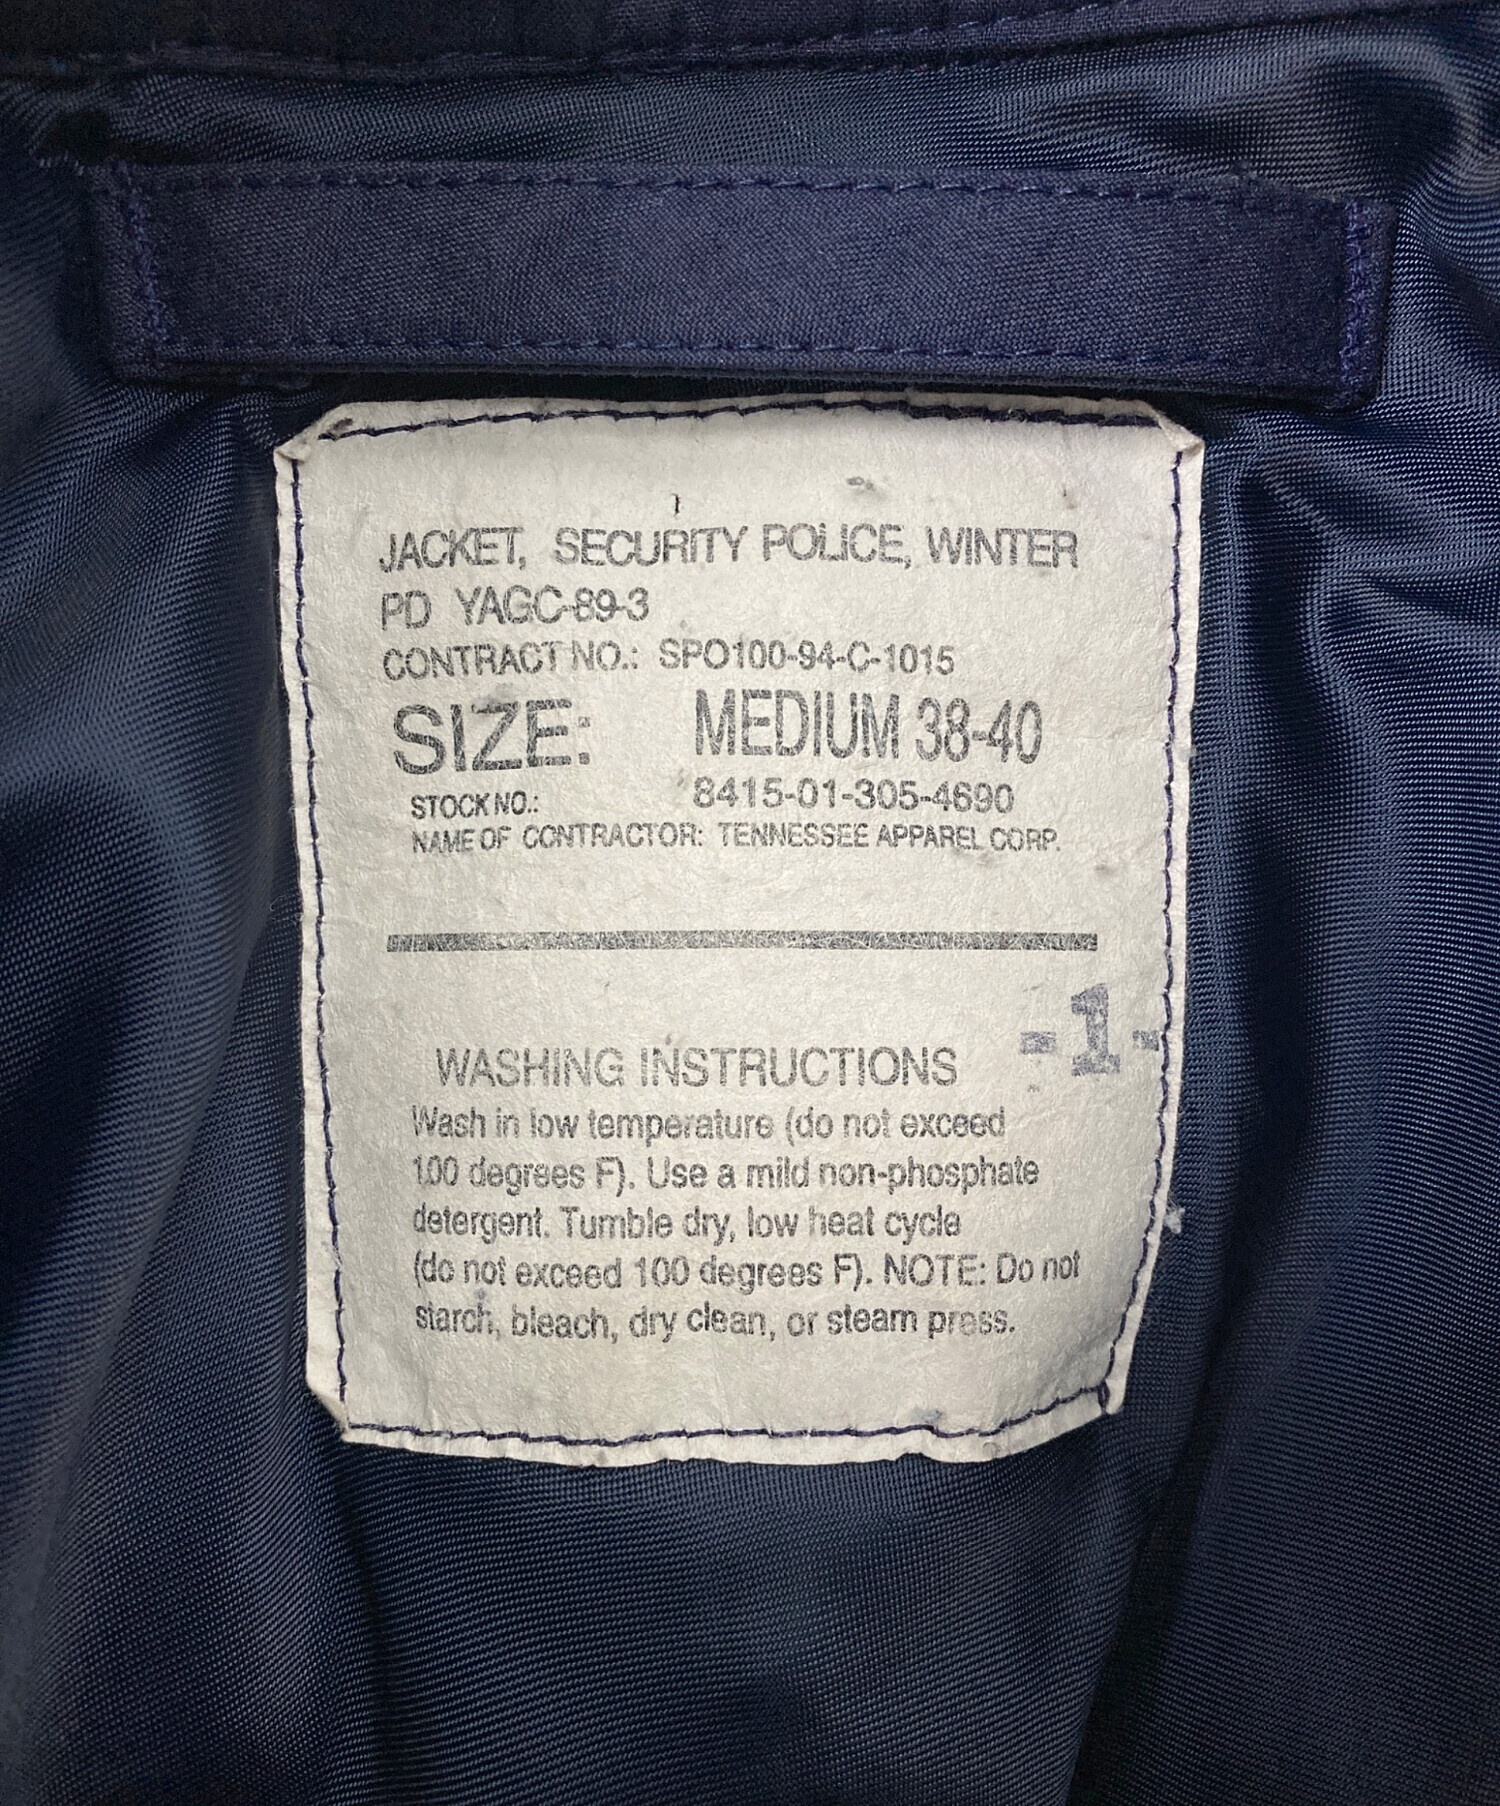 JACKET, SECURITY POLICE, WINTER
PD YAGC-89-3
CONTRACT NO.: SPO100-94-C-1015
SIZE: MEDIUM 38-40
STOCK NO.: 8415-01-305-4690
NAME OF CONTRACTOR: TENNESSEE APPAREL CORP.
-1-
WASHING INSTRUCTIONS
Wash in low temperature (do not exceed
100 degrees F). Use a mild non-phosphate
detergent. Tumble dry, low heat cycle
(do not exceed 100 degrees F). NOTE: Do not
starch, bleach, dry clean, or steam press.